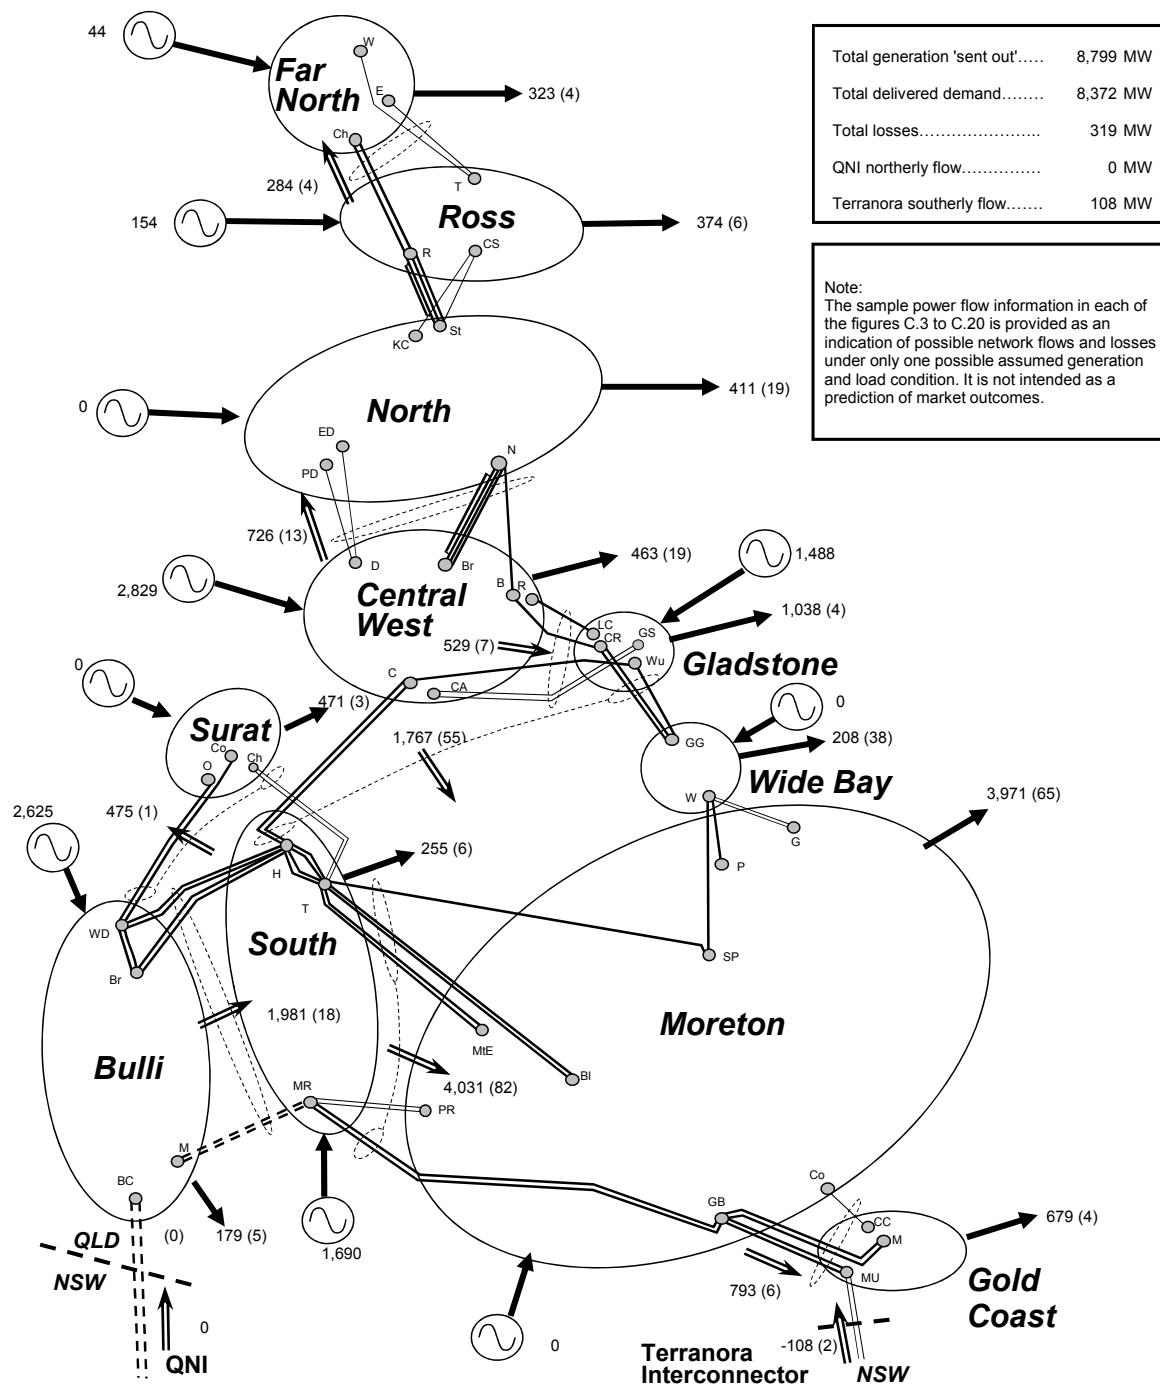 44
W
Far
North
E
323 (4)
Ch
284 (4)
T
154
Ross
374 (6)
R
CS
KC
St
Total generation 'sent out'..... 8,799 MW
Total delivered demand........ 8,372 MW
Total losses...................... 319 MW
QNI northerly flow............... 0 MW
Terranora southerly flow....... 108 MW
Note:
The sample power flow information in each of
the figures C.3 to C.20 is provided as an
indication of possible network flows and losses
under only one possible assumed generation
and load condition. It is not intended as a
prediction of market outcomes.
0
North
411 (19)
ED
PD
N
726 (13)
D
Br
463 (19)
1,488
2,829
Central
West
B
R
1,038 (4)
LC
CR
GS
529 (7)
Wu
Gladstone
C
CA
0
Surat
471 (3)
Co
Ch
O
1,767 (55)
0
GG
208 (38)
Wide Bay
2,625
475 (1)
W
G
3,971 (65)
255 (6)
H
P
T
WD
South
SP
Br
1,981 (18)
Moreton
MtE
Bulli
BI
4,031 (82)
MR
PR
M
BC
Co
GB
CC
679 (4)
M
QLD
(0)
179 (5)
1,690
MU
NSW
793 (6)
Gold
Coast
0
0
-108 (2)
QNI
Terranora
Interconnector
NSW